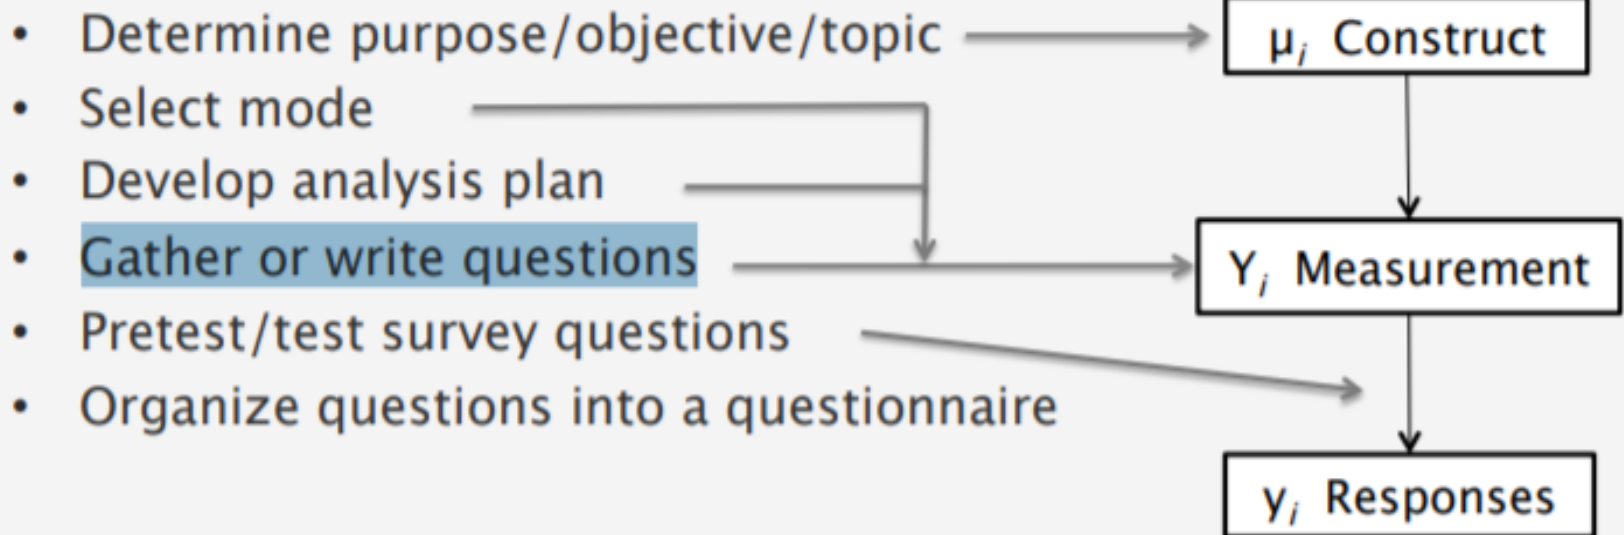 • Determine purpose/objective/topic
μi Construct
• Select mode
• Develop analysis plan
• Gather or write questions
Yi Measurement
• Pretest/test survey questions
• Organize questions into a questionnaire
yi Responses